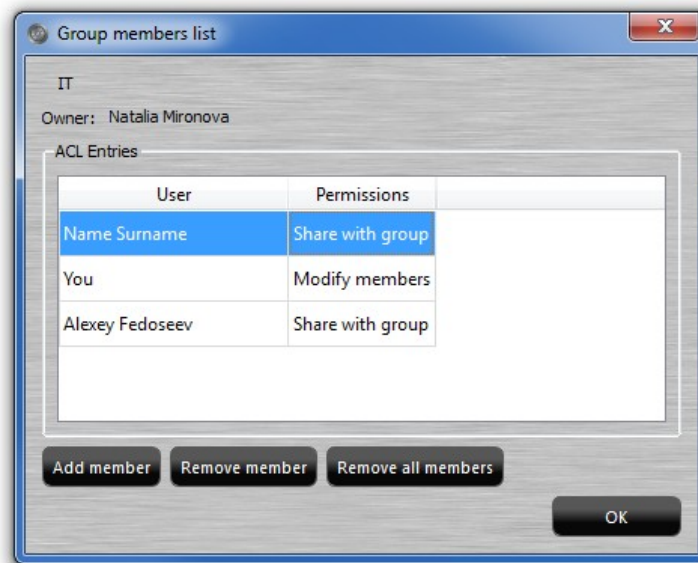 Group members list
IT
Owner: Natalia Mironova
ACL Entries
User Permissions
Name Surname Share with group
You Modify members
Alexey Fedoseev Share with group
Add member Remove member Remove all members
OK